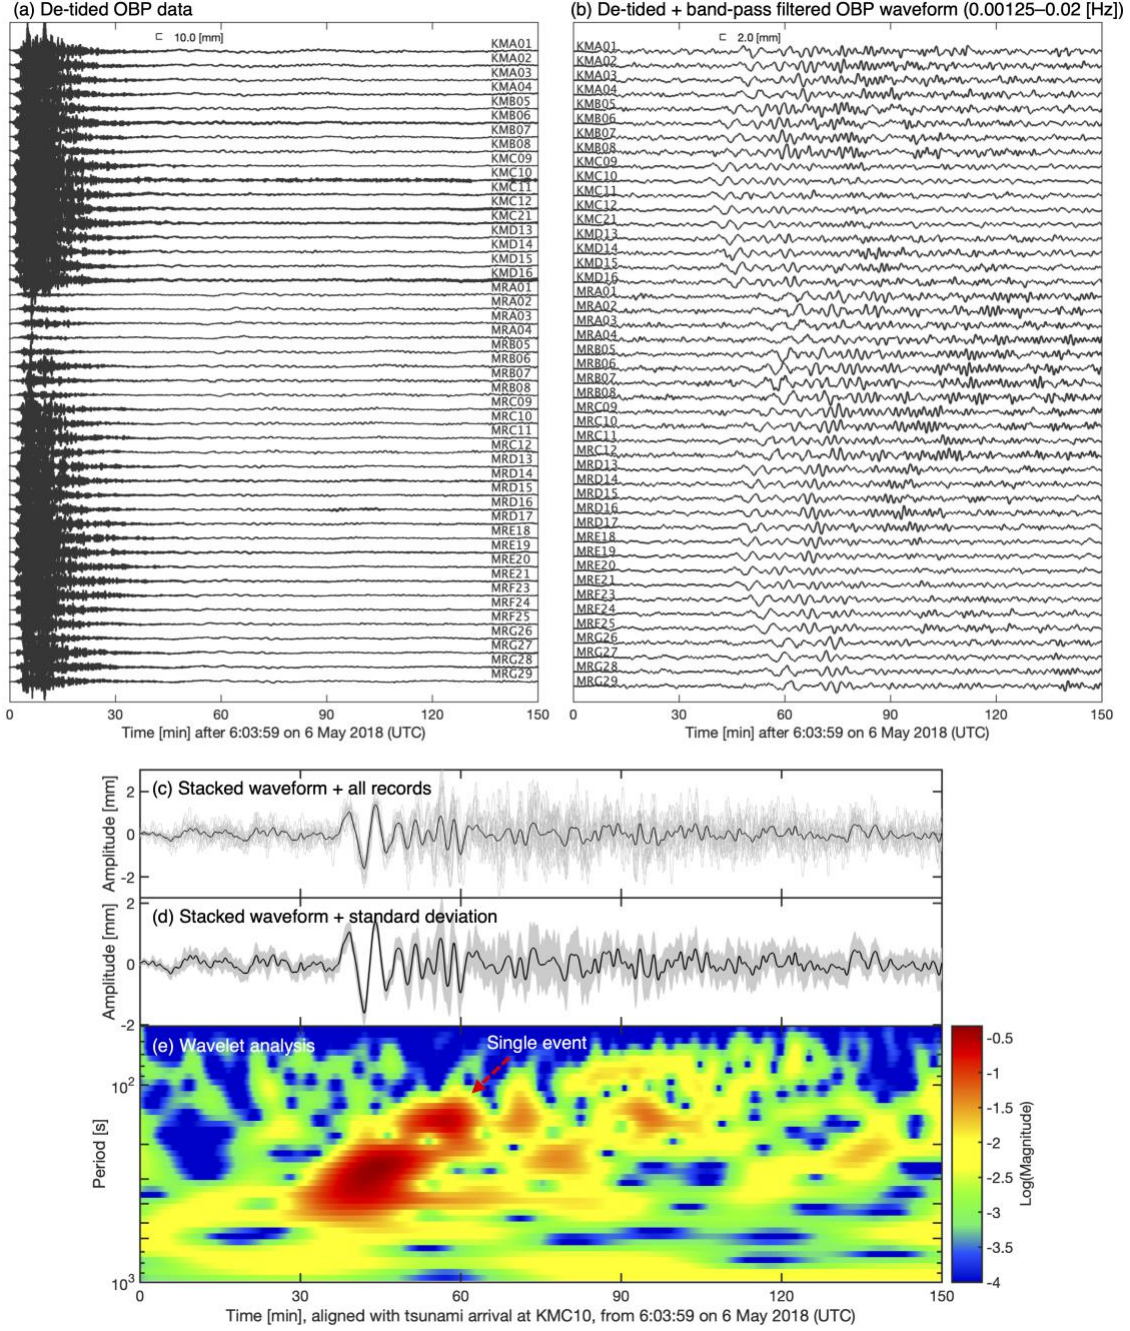 (a) De-tided OBP data
10.0 [mm]
KMA01
KMA02
KMA03
KMA04
KMB05
KMB06
KMB07
KMB08
KMC09
KMC10
KMC11
KMC12
KMC21
KMD13
KMD14
KMD15
KMD16
MRA01
MRA02
MRA03
MRA04
MRB05
MRB06
MRB07
MRB08
MRC09
MRC10
MRC11
MRC12
MRD13
MRD14
MRD15
MRD16
MRD17
MRE18
MRE19
MRE20
MRE21
MRF23
MRF24
MRF25
MRG26
MRG27
MRG28
MRG29
0 30 60 90 120 150
Time [min] after 6:03:59 on 6 May 2018 (UTC)
(b) De-tided + band-pass filtered OBP waveform (0.00125–0.02 [Hz])
2.0 [mm]
KMA01
KMA02
KMA03
KMA04
KMB05
KMB06
KMB07
KMB08
KMC09
KMC10
KMC11
KMC12
KMC21
KMD13
KMD14
KMD15
KMD16
MRA01
MRA02
MRA03
MRA04
MRB05
MRB06
MRB07
MRB08
MRC09
MRC10
MRC11
MRC12
MRD13
MRD14
MRD15
MRD16
MRD17
MRE18
MRE19
MRE20
MRE21
MRF23
MRF24
MRF25
MRG26
MRG27
MRG28
MRG29
0 30 60 90 120 150
Time [min] after 6:03:59 on 6 May 2018 (UTC)
(c) Stacked waveform + all records
Amplitude [mm]
2
0
-2
(d) Stacked waveform + standard deviation
Amplitude [mm]
2
0
-2
(e) Wavelet analysis
Single event
Period [s]
10²
10³
0 30 60 90 120 150
Time [min], aligned with tsunami arrival at KMC10, from 6:03:59 on 6 May 2018 (UTC)
-0.5
-1
-1.5
-2
-2.5
-3
-3.5
-4
Log(Magnitude)